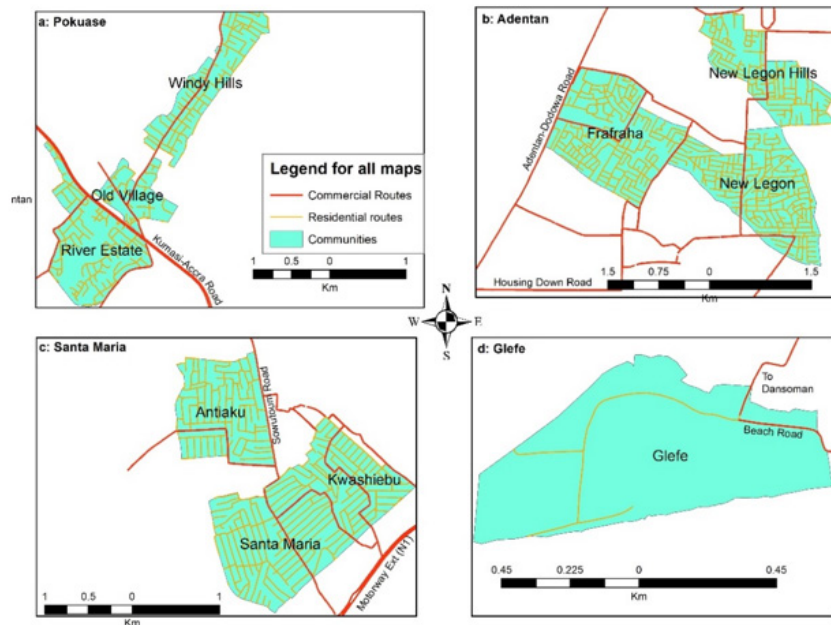 a: Pokuase
Windy Hills
Old Village
ntan
River Estate
Kumasi-Accra Road
Legend for all maps
Commercial Routes
Residential routes
Communities
1 0.5 0 1
Km
b: Adentan
New Legon Hills
Adentan-Dodowa Road
Frafraha
New Legon
Housing Down Road
1.5 0.75 0 1.5
Km
N
W E
S
c: Santa Maria
Antiaku
Sowutoum Road
Kwashiebu
Santa Maria
Motorway Ext (N1)
1 0.5 0 1
Km
d: Glefe
To
Dansoman
Beach Road
Glefe
0.45 0.225 0 0.45
Km